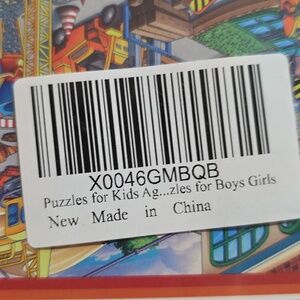 X0046GMBQB
Puzzles for Kids Ag...zles for Boys Girls
New Made in China